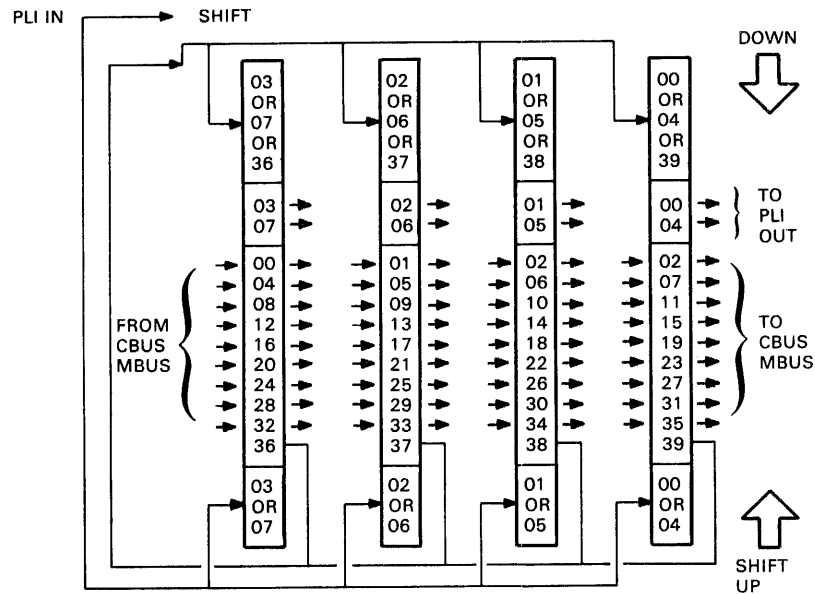 PLI IN SHIFT
DOWN
03
OR
07
OR
36
02
OR
06
OR
37
01
OR
05
OR
38
00
OR
04
OR
39
03
07
02
06
01
05
00
04
TO
PLI
OUT
FROM
CBUS
MBUS
00
04
08
12
16
20
24
28
32
36
01
05
09
13
17
21
25
29
33
37
02
06
10
14
18
22
26
30
34
38
02
07
11
15
19
23
27
31
35
39
TO
CBUS
MBUS
03
OR
07
02
OR
06
01
OR
05
00
OR
04
SHIFT
UP